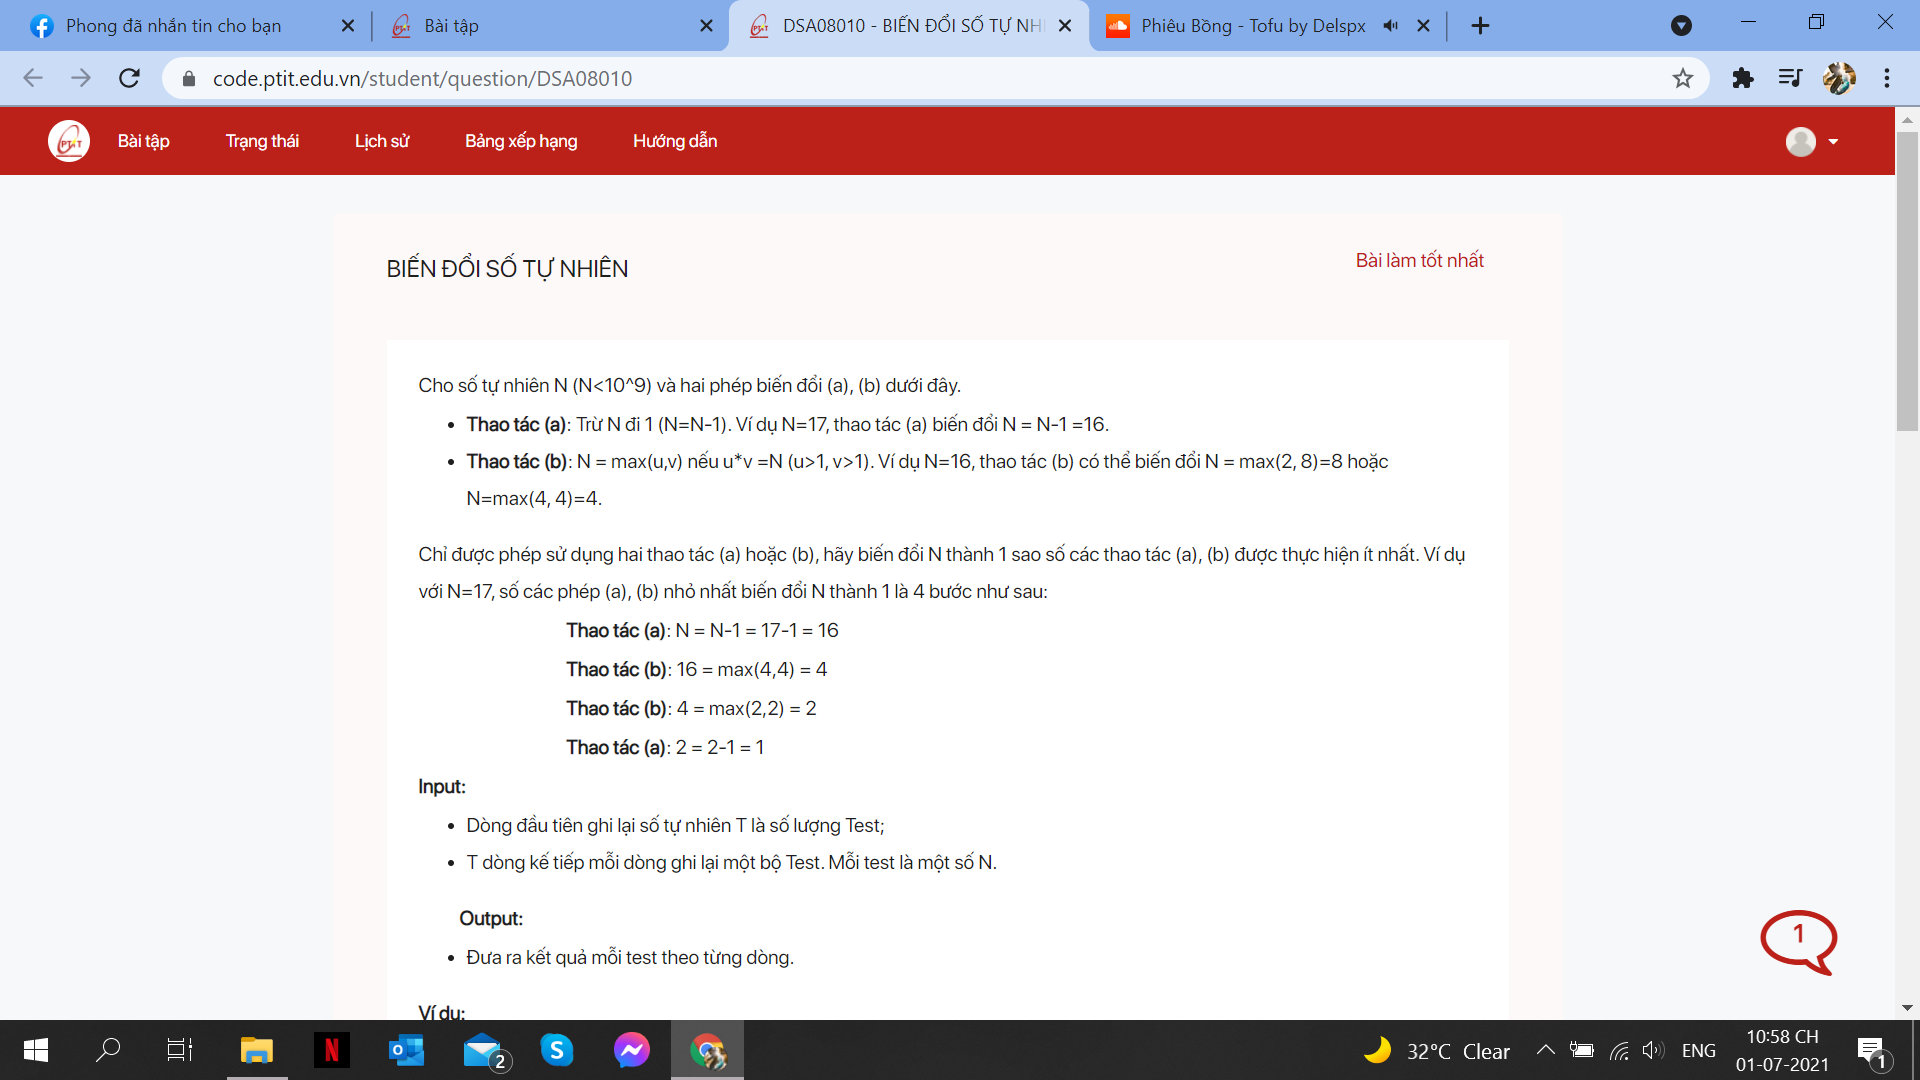 Phong đã nhắn tin cho bạn
Bài tập
DSA08010 - BIẾN ĐỔI SỐ TỰ NHI
Phiêu Bồng - Tofu by Delspx
code.ptit.edu.vn/student/question/DSA08010
PTIT
Bài tập
Trạng thái
Lịch sử
Bảng xếp hạng
Hướng dẫn
BIẾN ĐỔI SỐ TỰ NHIÊN
Bài làm tốt nhất
Cho số tự nhiên N (N<10^9) và hai phép biến đổi (a), (b) dưới đây.
• Thao tác (a): Trừ N đi 1 (N=N-1). Ví dụ N=17, thao tác (a) biến đổi N = N-1 =16.
• Thao tác (b): N = max(u,v) nếu u*v =N (u>1, v>1). Ví dụ N=16, thao tác (b) có thể biến đổi N = max(2, 8)=8 hoặc
N=max(4, 4)=4.
Chỉ được phép sử dụng hai thao tác (a) hoặc (b), hãy biến đổi N thành 1 sao số các thao tác (a), (b) được thực hiện ít nhất. Ví dụ
với N=17, số các phép (a), (b) nhỏ nhất biến đổi N thành 1 là 4 bước như sau:
Thao tác (a): N = N-1 = 17-1 = 16
Thao tác (b): 16 = max(4,4) = 4
Thao tác (b): 4 = max(2,2) = 2
Thao tác (a): 2 = 2-1 = 1
Input:
• Dòng đầu tiên ghi lại số tự nhiên T là số lượng Test;
• T dòng kế tiếp mỗi dòng ghi lại một bộ Test. Mỗi test là một số N.
Output:
• Đưa ra kết quả mỗi test theo từng dòng.
Ví dụ:
1
2
32°C Clear
ENG
10:58 CH
01-07-2021
1